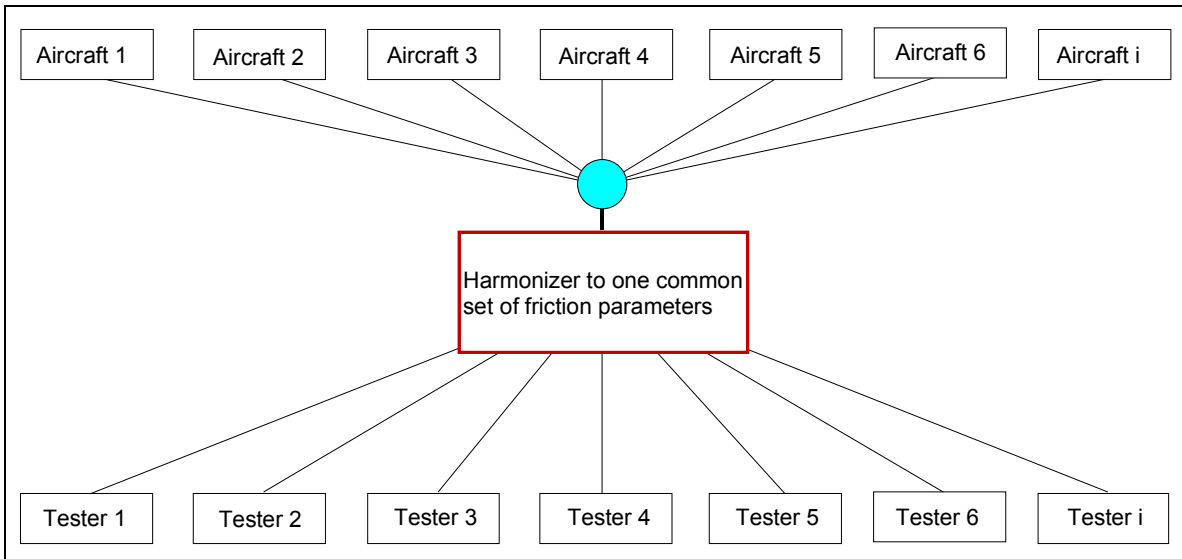 Aircraft 1
Aircraft 2
Aircraft 3
Aircraft 4
Aircraft 5
Aircraft 6
Aircraft i
Harmonizer to one common
set of friction parameters
Tester 1
Tester 2
Tester 3
Tester 4
Tester 5
Tester 6
Tester i